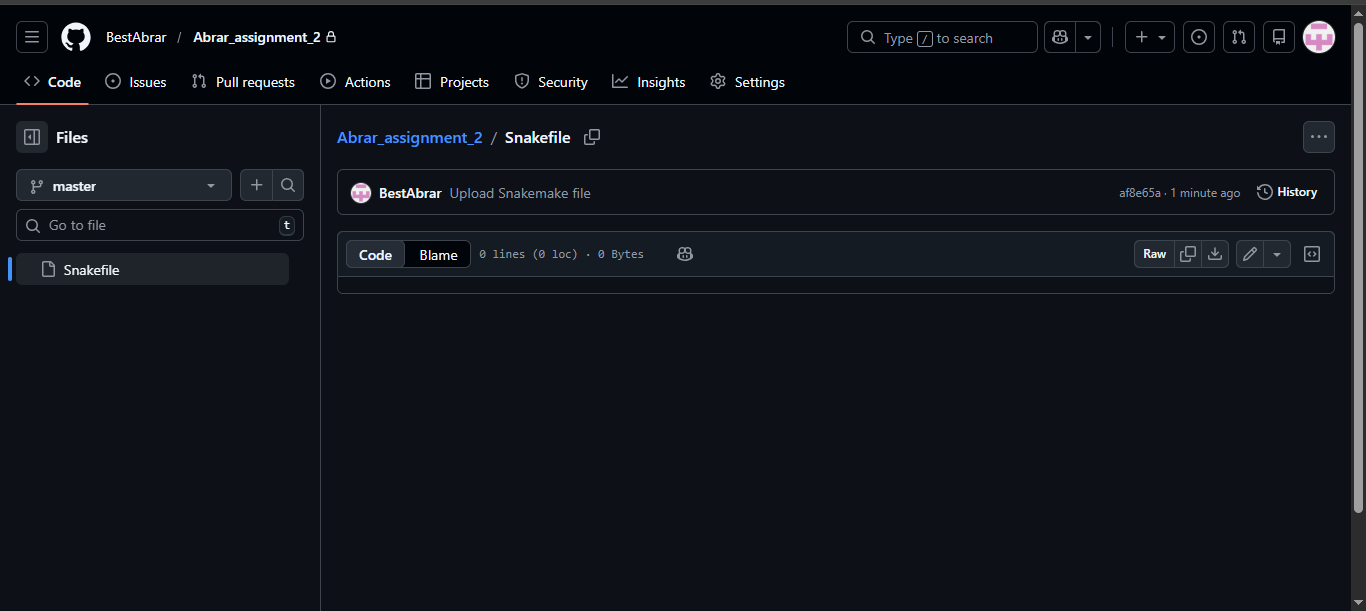 BestAbrar / Abrar_assignment_2
Type / to search
Code Issues Pull requests Actions Projects Security Insights Settings
Files
master
Go to file t
Snakefile
Abrar_assignment_2 / Snakefile
BestAbrar Upload Snakemake file af8e65a · 1 minute ago History
Code Blame 0 lines (0 loc) · 0 Bytes Raw